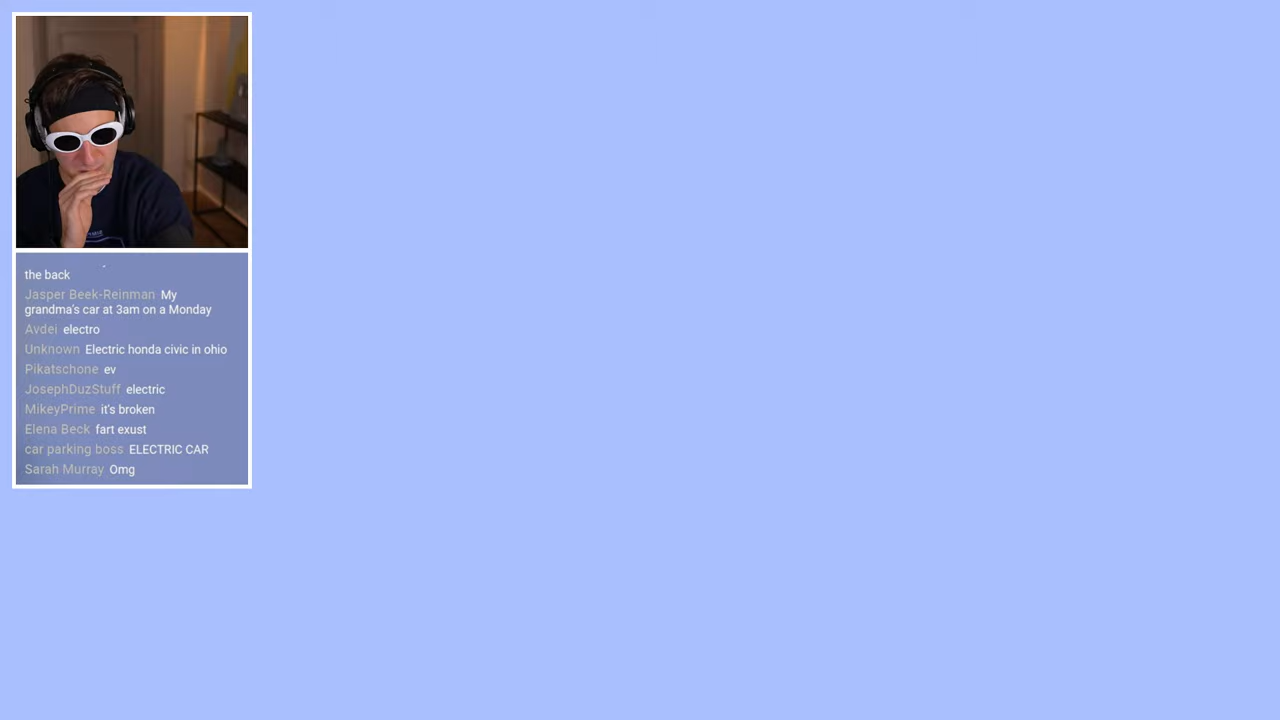 the back
Jasper Beek-Reinman My
grandma's car at 3am on a Monday
Avdei electro
Unknown Electric honda civic in ohio
Pikatschone ev
JosephDuzStuff electric
MikeyPrime it's broken
Elena Beck fart exust
car parking boss ELECTRIC CAR
Sarah Murray Omg